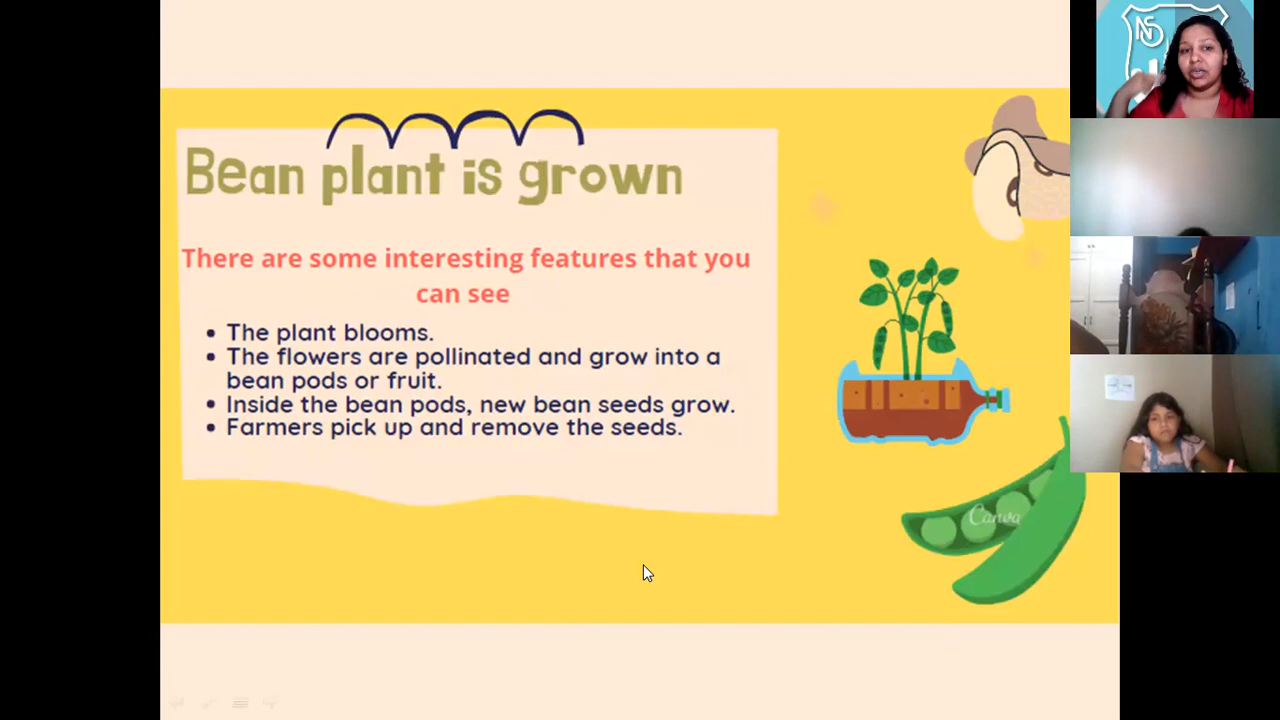 Bean plant is grown
There are some interesting features that you
can see
• The plant blooms.
• The flowers are pollinated and grow into a
bean pods or fruit.
• Inside the bean pods, new bean seeds grow.
• Farmers pick up and remove the seeds.
Canva